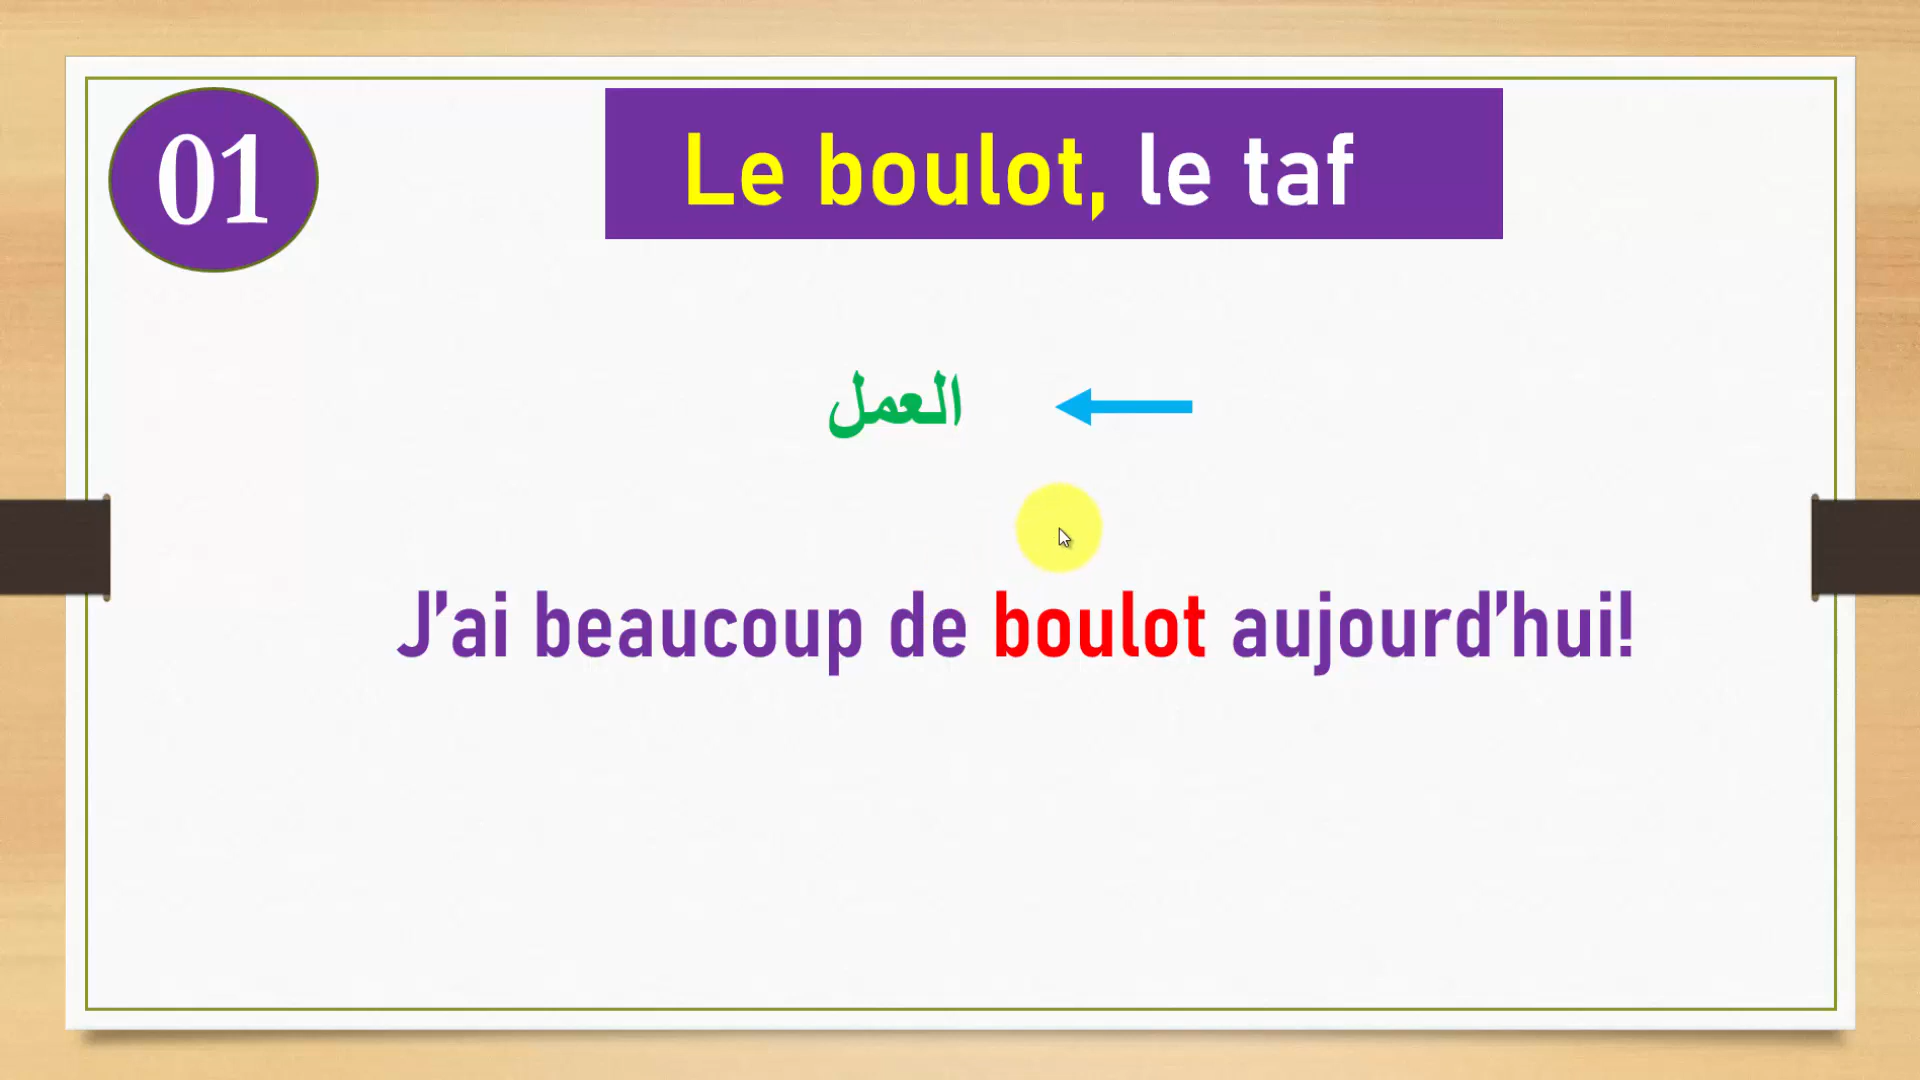 01
Le boulot, le taf
العمل
J’ai beaucoup de boulot aujourd’hui!